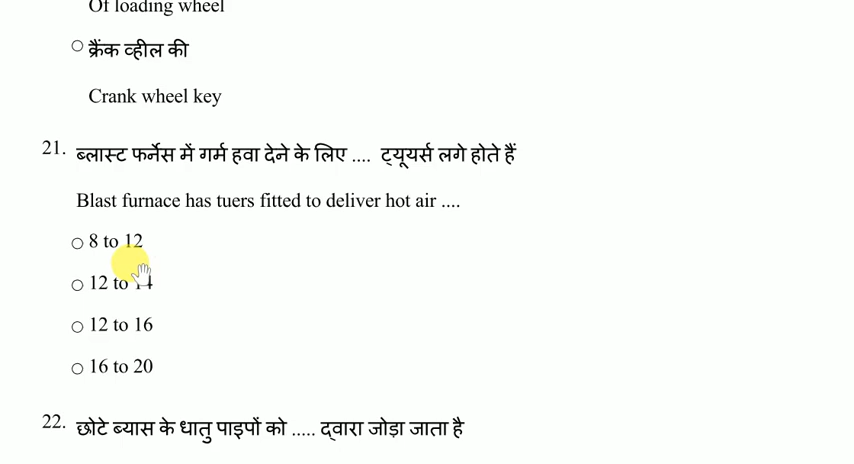 Of loading wheel
क्रैंक व्हील की
Crank wheel key
21. ब्लास्ट फर्नेस में गर्म हवा देने के लिए .... ट्यूयर्स लगे होते हैं
Blast furnace has tuers fitted to deliver hot air ....
8 to 12
12 to 14
12 to 16
16 to 20
22. छोटे ब्यास के धातु पाइपों को ..... द्वारा जोड़ा जाता है